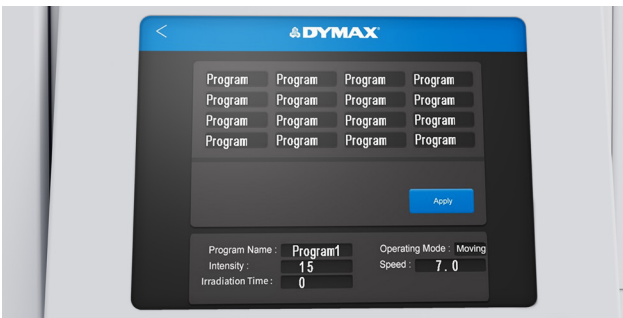 DYMAX
Program Program Program Program
Program Program Program Program
Program Program Program Program
Program Program Program Program
Apply
Program Name : Program1 Operating Mode : Moving
Intensity : 15 Speed : 7.0
Irradiation Time : 0